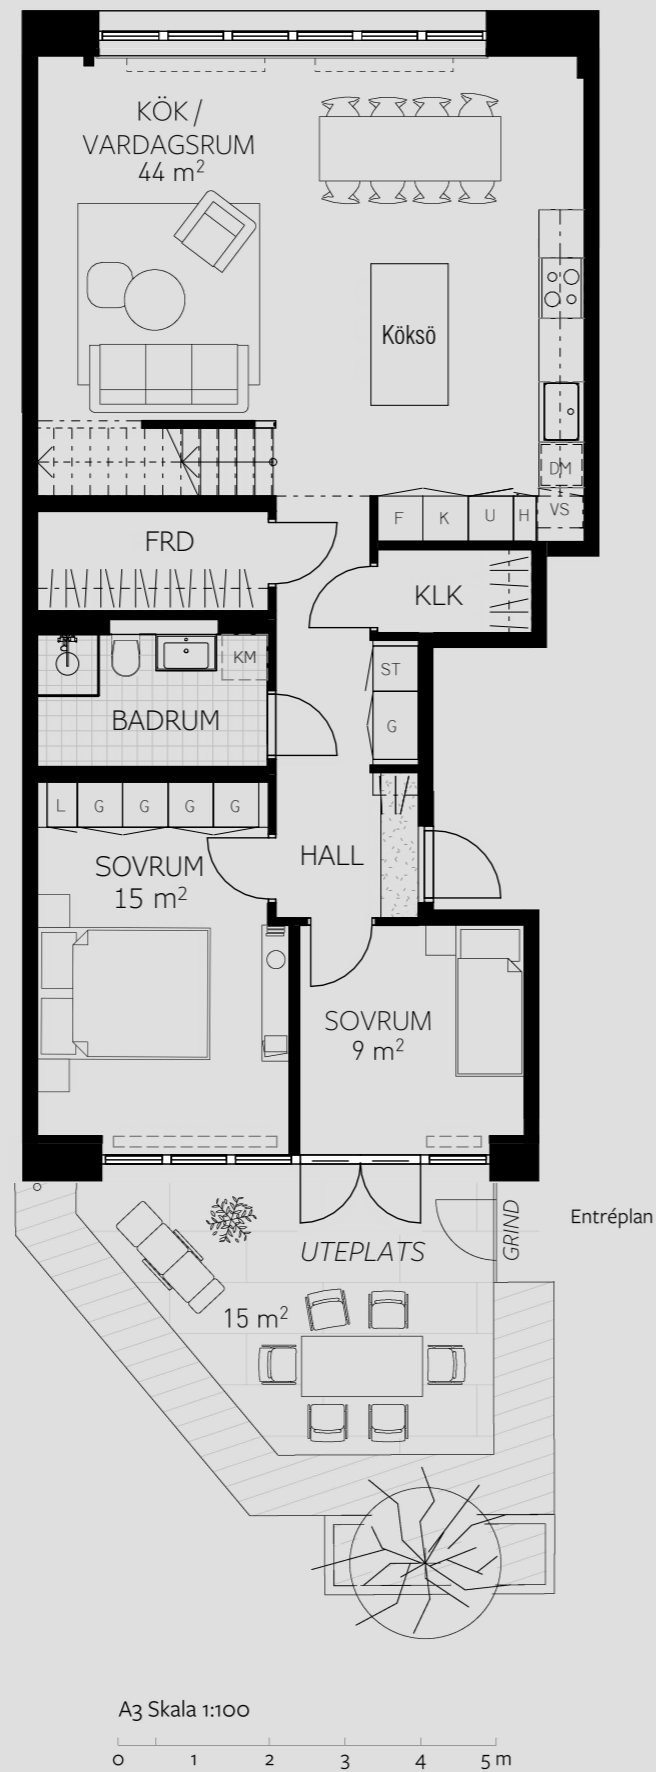 KÖK /
VARDAGSRUM
44 m²
Köksö
DM
F K U H VS
FRD
KLK
KM
ST
BADRUM
G
L G G G G
HALL
SOVRUM
15 m²
SOVRUM
9 m²
GRIND
Entréplan
UTEPLATS
15 m²
A3 Skala 1:100
0 1 2 3 4 5 m